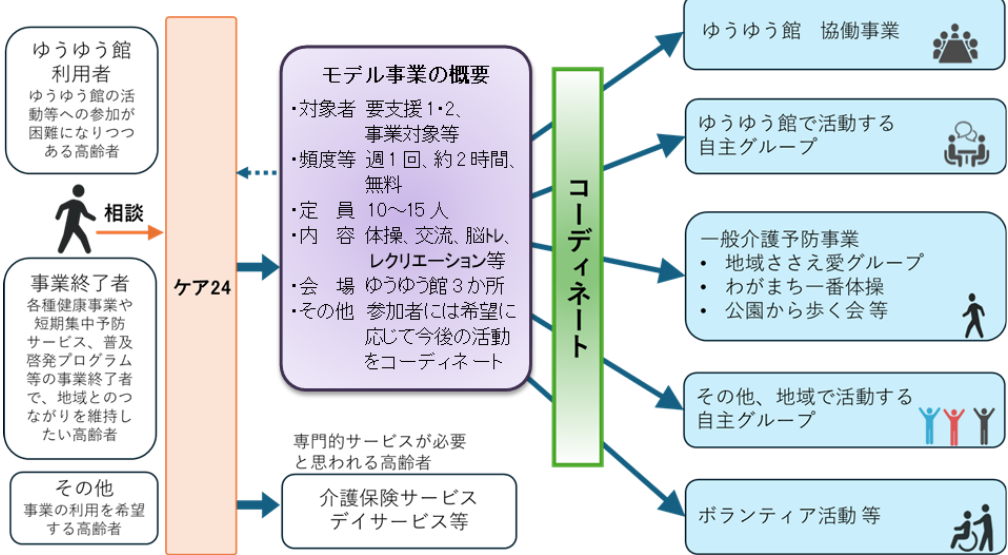 ゆうゆう館
利用者
ゆうゆう館の活
動等への参加が
困難になりつつ
ある高齢者
相談
事業終了者
各種健康事業や
短期集中予防
サービス、普及
啓発プログラム
等の事業終了者
で、地域とのつ
ながりを維持し
たい高齢者
その他
事業の利用を希望
する高齢者
ケア24
モデル事業の概要
・対象者 要支援1・2、
事業対象等
・頻度等 週1回、約2時間、
無料
・定 員 10～15人
・内 容 体操、交流、脳トレ、
レクリエーション等
・会 場 ゆうゆう館3か所
・その他 参加者には希望に
応じて今後の活動
をコーディネート
専門的サービスが必要
と思われる高齢者
介護保険サービス
デイサービス等
コーディネート
ゆうゆう館 協働事業
ゆうゆう館で活動する
自主グループ
一般介護予防事業
• 地域ささえ愛グループ
• わがまち一番体操
• 公園から歩く会 等
その他、地域で活動する
自主グループ
ボランティア活動 等